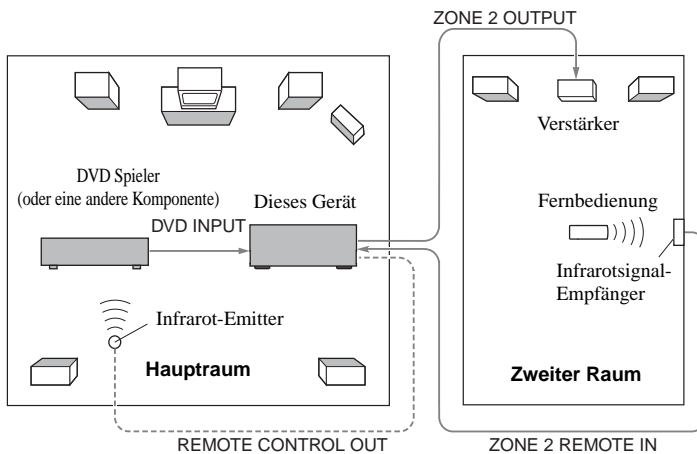 ZONE 2 OUTPUT
Verstärker
DVD Spieler
(oder eine andere Komponente)
Dieses Gerät
DVD INPUT
Fernbedienung
Infrarotsignal-
Empfänger
Infrarot-Emitter
Hauptraum
Zweiter Raum
REMOTE CONTROL OUT
ZONE 2 REMOTE IN